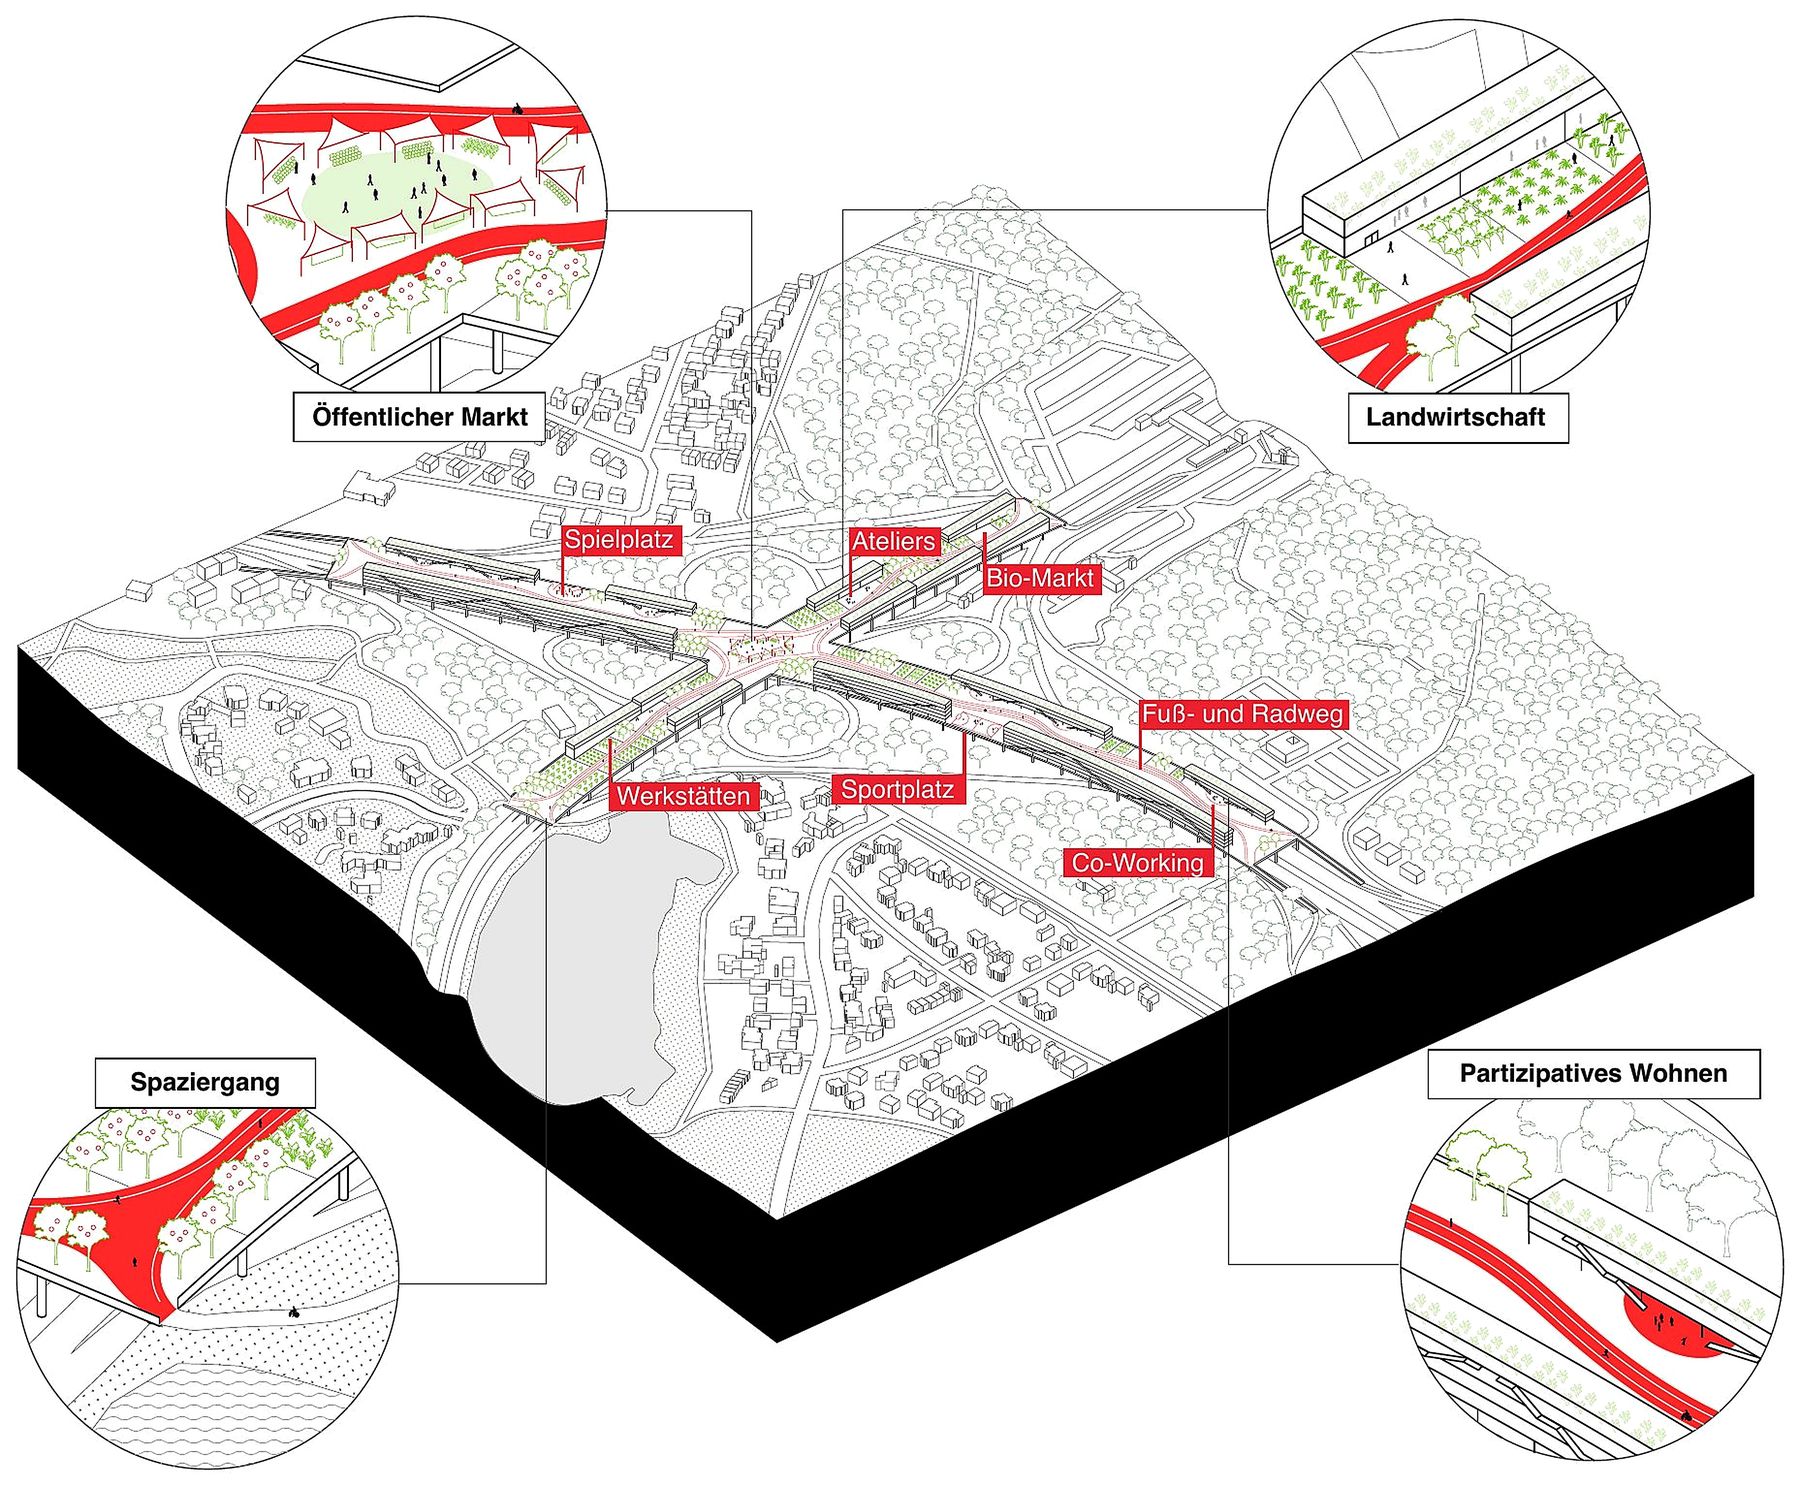 Öffentlicher Markt
Landwirtschaft
Spielplatz
Ateliers
Bio-Markt
Fuß- und Radweg
Werkstätten
Sportplatz
Co-Working
Spaziergang
Partizipatives Wohnen